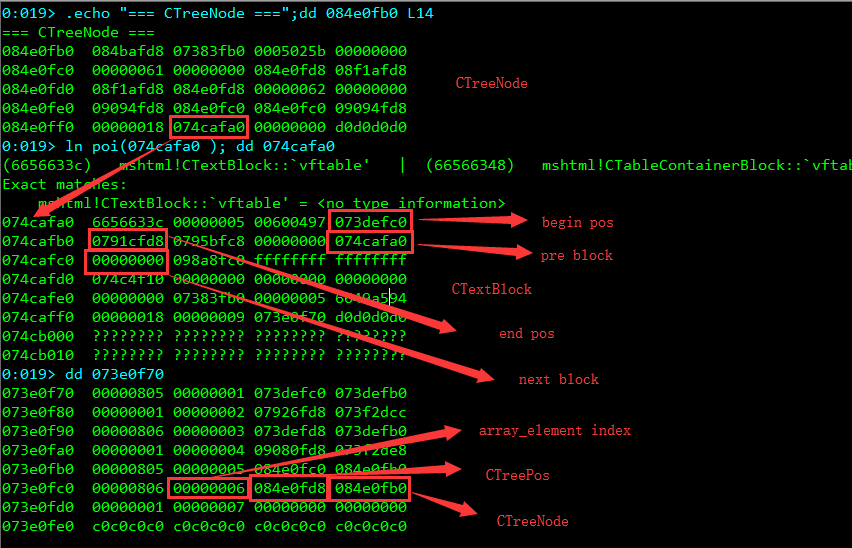 0:019> .echo "=== CTreeNode ===";dd 084e0fb0 L14
=== CTreeNode ===
084e0fb0 084bafd8 07383fb0 0005025b 00000000
084e0fc0 00000061 00000000 084e0fd8 08f1afd8
084e0fd0 08f1afd8 084e0fd8 00000062 00000000
084e0fe0 09094fd8 084e0fc0 084e0fc0 09094fd8
084e0ff0 00000018 074cafa0 00000000 d0d0d0d0
CTreeNode
0:019> ln poi(074cafa0 ); dd 074cafa0
(6656633c) mshtml!CTextBlock::`vftable' | (66566348) mshtml!CTableContainerBlock::`vfta
Exact matches:
mshtml!CTextBlock::`vftable' = <no type information>
074cafa0 6656633c 00000005 00600497 073defc0
074cafb0 0791cfd8 0795bfc8 00000000 074cafa0
074cafc0 00000000 098a8fc0 ffffffff ffffffff
074cafd0 074c4f10 00000000 00000000 00000000
074cafe0 00000000 07383fb0 00000005 6649a594
074caff0 00000018 00000009 073e0f70 d0d0d0d0
074cb000 ???????? ???????? ???????? ????????
074cb010 ???????? ???????? ???????? ????????
begin pos
pre block
CTextBlock
end pos
next block
0:019> dd 073e0f70
073e0f70 00000805 00000001 073defc0 073defb0
073e0f80 00000001 00000002 07926fd8 073f2dcc
073e0f90 00000806 00000003 073defd8 073defb0
073e0fa0 00000001 00000004 09080fd8 073f2de8
073e0fb0 00000805 00000005 084e0fc0 084e0fb0
073e0fc0 00000806 00000006 084e0fd8 084e0fb0
073e0fd0 00000001 00000007 00000000 00000000
073e0fe0 c0c0c0c0 c0c0c0c0 c0c0c0c0 c0c0c0c0
array_element index
CTreePos
CTreeNode